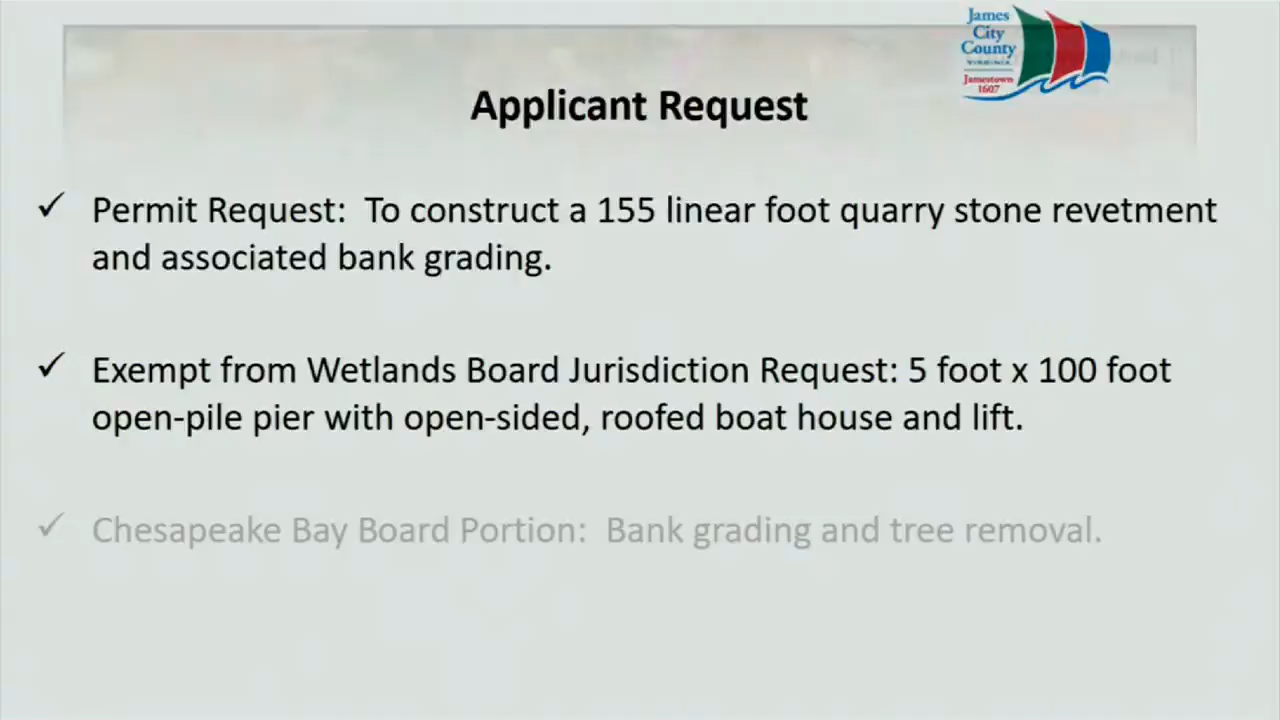 James
City
County
VIRGINIA
Jamestown
1607
Applicant Request
✓ Permit Request: To construct a 155 linear foot quarry stone revetment
and associated bank grading.
✓ Exempt from Wetlands Board Jurisdiction Request: 5 foot x 100 foot
open-pile pier with open-sided, roofed boat house and lift.
✓ Chesapeake Bay Board Portion: Bank grading and tree removal.